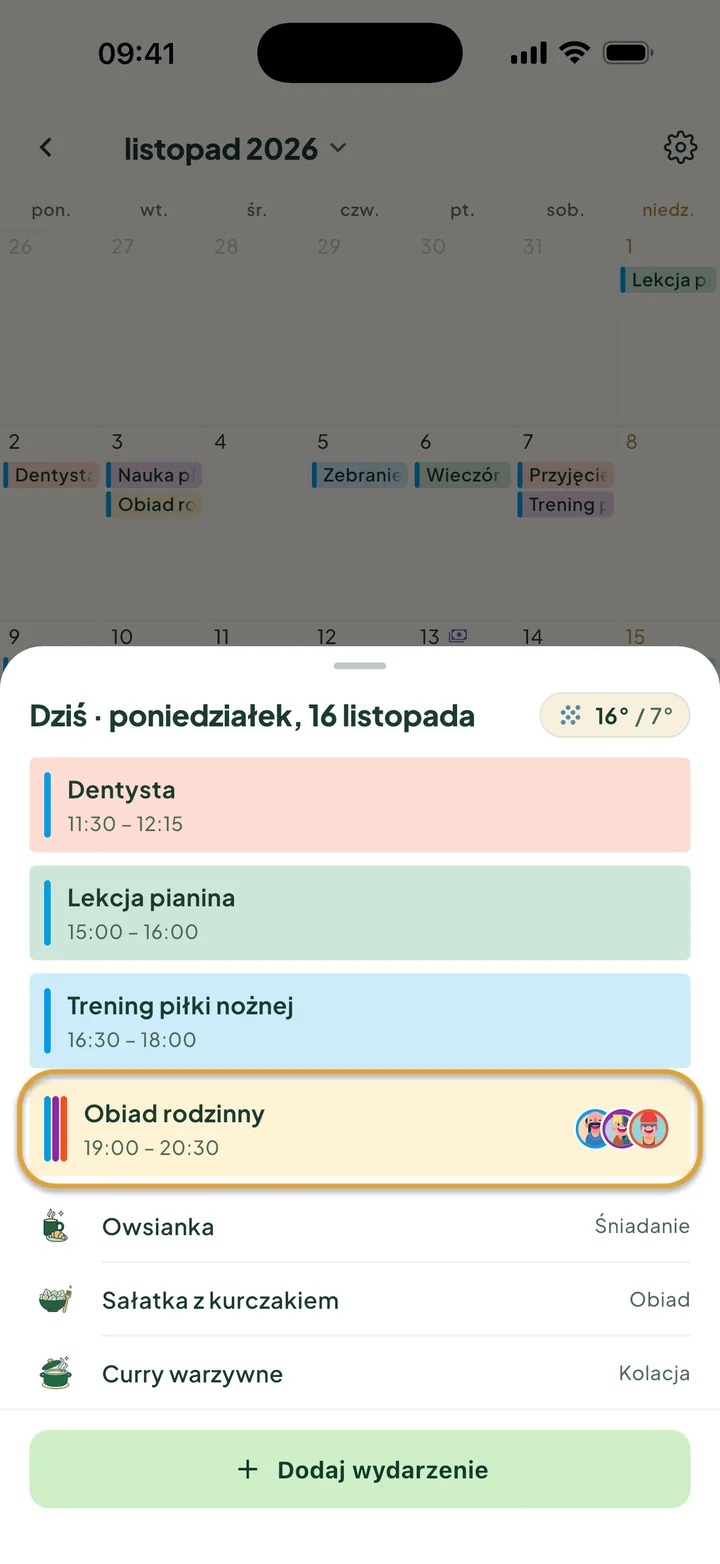 09:41
listopad 2026
pon. wt. śr. czw. pt. sob. niedz.
26 27 28 29 30 31 1
Lekcja p
2 3 4 5 6 7 8
Dentysta Nauka p Zebranie Wieczór Przyjęcie
Obiad ro Trening p
9 10 11 12 13 14 15
Dziś · poniedziałek, 16 listopada
16° / 7°
Dentysta
11:30 – 12:15
Lekcja pianina
15:00 – 16:00
Trening piłki nożnej
16:30 – 18:00
Obiad rodzinny
19:00 – 20:30
Owsianka Śniadanie
Sałatka z kurczakiem Obiad
Curry warzywne Kolacja
+ Dodaj wydarzenie